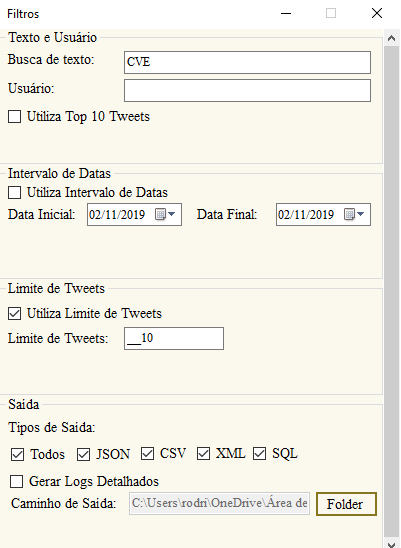 Filtros
Texto e Usuário
Busca de texto: CVE
Usuário:
Utiliza Top 10 Tweets
Intervalo de Datas
Utiliza Intervalo de Datas
Data Inicial: 02/11/2019 Data Final: 02/11/2019
Limite de Tweets
Utiliza Limite de Tweets
Limite de Tweets: __10
Saida
Tipos de Saida:
Todos JSON CSV XML SQL
Gerar Logs Detalhados
Caminho de Saida: C:\Users\rodri\OneDrive\Área de Folder